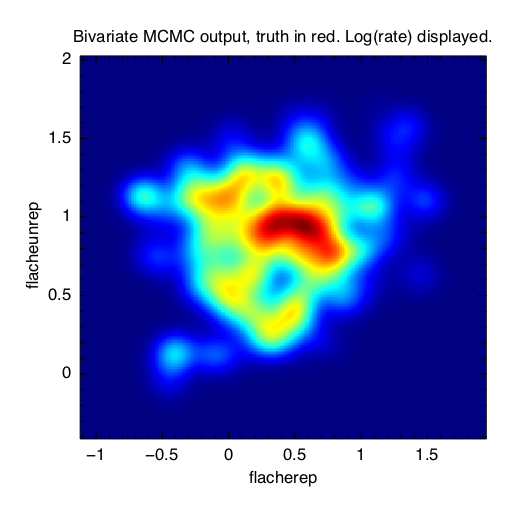 Bivariate MCMC output, truth in red. Log(rate) displayed.
2
1.5
1
0.5
0
flacheunrep
−1 −0.5 0 0.5 1 1.5
flacherep